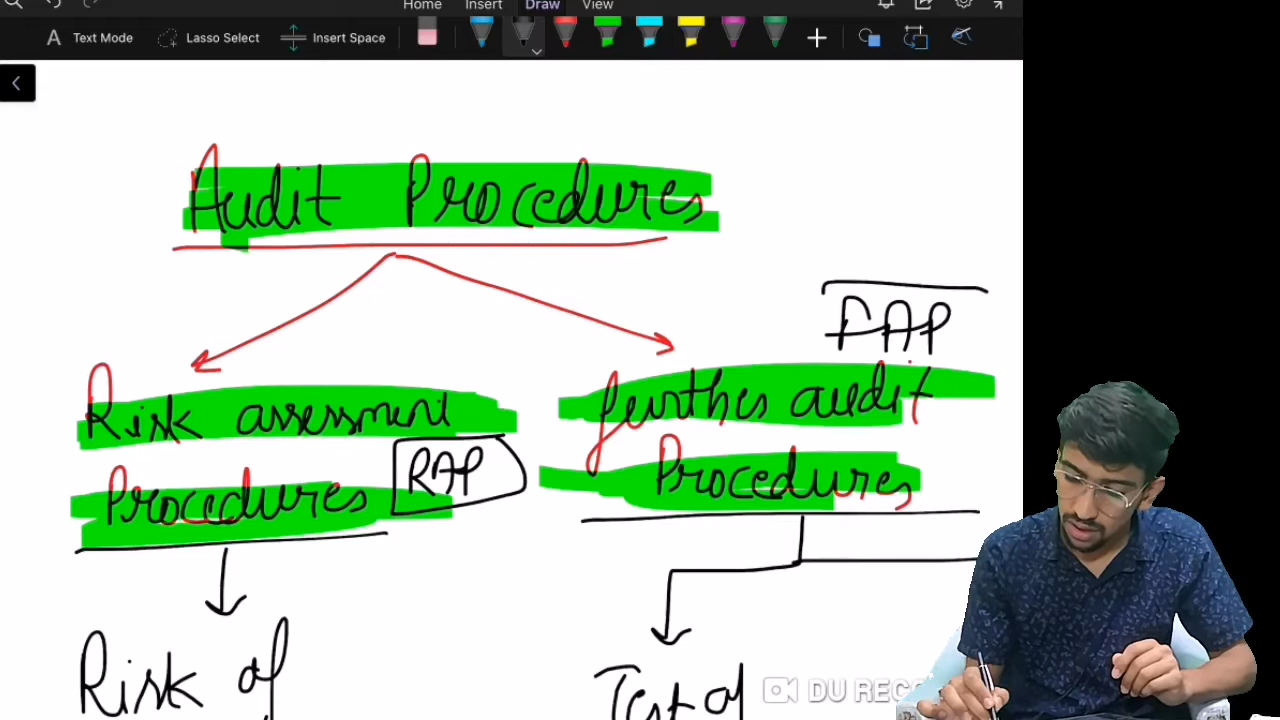 Home Insert Draw View
Text Mode Lasso Select Insert Space
Audit Procedures
FAP
Risk assessment
Procedures
RAP
further audit
Procedures
Risk of
Test of
DU REC